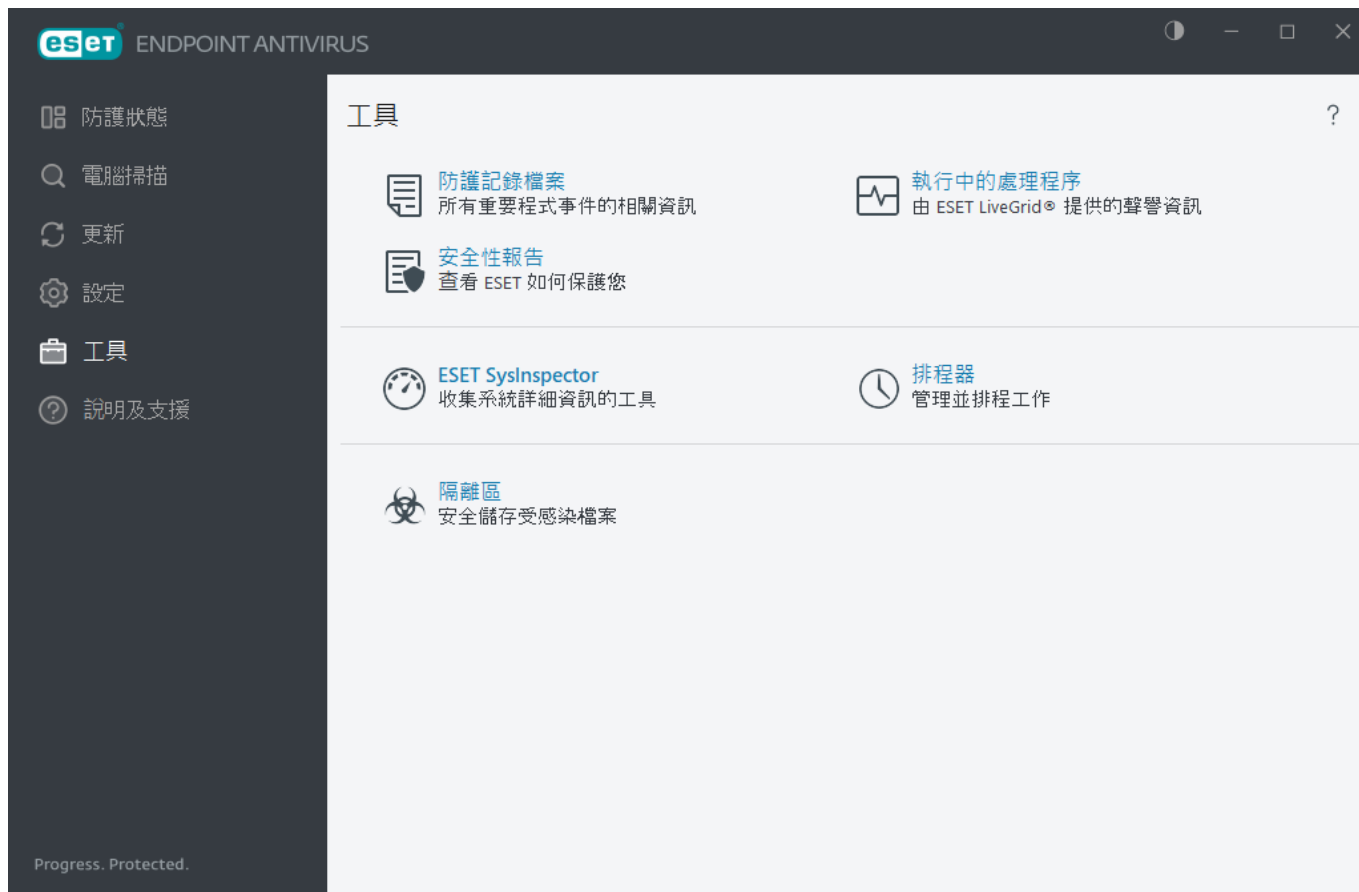 eset ENDPOINT ANTIVIRUS
防護狀態
電腦掃描
更新
設定
工具
說明及支援
Progress. Protected.
工具
?
防護記錄檔案
所有重要程式事件的相關資訊
執行中的處理程序
由 ESET LiveGrid® 提供的聲譽資訊
安全性報告
查看 ESET 如何保護您
ESET SysInspector
收集系統詳細資訊的工具
排程器
管理並排程工作
隔離區
安全儲存受感染檔案